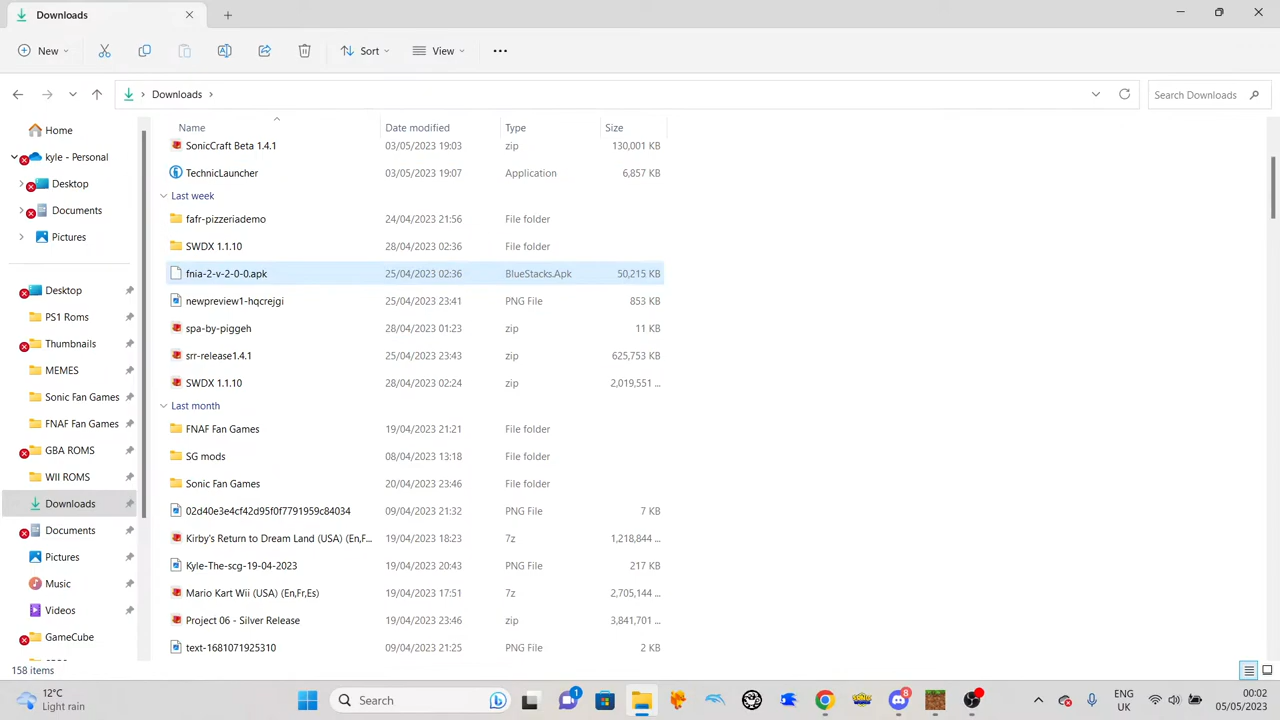 Downloads
New
Sort
View
Downloads
Search Downloads
Name
Date modified
Type
Size
Home
kyle - Personal
Desktop
Documents
Pictures
Desktop
PS1 Roms
Thumbnails
MEMES
Sonic Fan Games
FNAF Fan Games
GBA ROMS
WII ROMS
Downloads
Documents
Pictures
Music
Videos
GameCube
SonicCraft Beta 1.4.1 03/05/2023 19:03 zip 130,001 KB
TechnicLauncher 03/05/2023 19:07 Application 6,857 KB
Last week
fafr-pizzeriademo 24/04/2023 21:56 File folder
SWDX 1.1.10 28/04/2023 02:36 File folder
fnia-2-v-2-0-0.apk 25/04/2023 02:36 BlueStacks.Apk 50,215 KB
newpreview1-hqcrejgi 25/04/2023 23:41 PNG File 853 KB
spa-by-piggeh 28/04/2023 01:23 zip 11 KB
srr-release1.4.1 25/04/2023 23:43 zip 625,753 KB
SWDX 1.1.10 28/04/2023 02:24 zip 2,019,551 ...
Last month
FNAF Fan Games 19/04/2023 21:21 File folder
SG mods 08/04/2023 13:18 File folder
Sonic Fan Games 20/04/2023 23:46 File folder
02d40e3e4cf42d95f0f7791959c84034 09/04/2023 21:32 PNG File 7 KB
Kirby's Return to Dream Land (USA) (En,F... 19/04/2023 18:23 7z 1,218,844 ...
Kyle-The-scg-19-04-2023 19/04/2023 20:43 PNG File 217 KB
Mario Kart Wii (USA) (En,Fr,Es) 19/04/2023 17:51 7z 2,705,144 ...
Project 06 - Silver Release 19/04/2023 23:46 zip 3,841,701 ...
text-1681071925310 09/04/2023 21:25 PNG File 2 KB
158 items
12°C
Light rain
Search
1
8
ENG
UK
00:02
05/05/2023